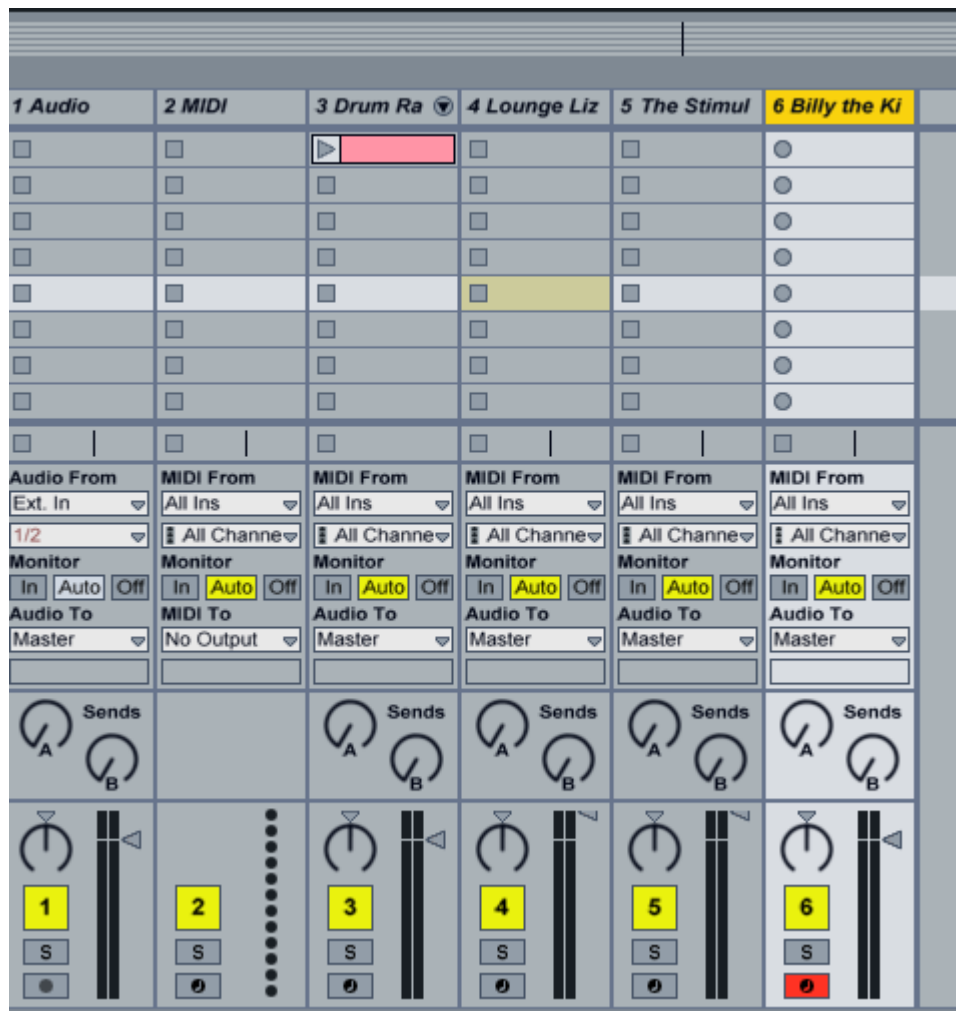 1 Audio 2 MIDI 3 Drum Ra 4 Lounge Liz 5 The Stimul 6 Billy the Ki
Audio From MIDI From MIDI From MIDI From MIDI From MIDI From
Ext. In All Ins All Ins All Ins All Ins All Ins
1/2 All Channe All Channe All Channe All Channe All Channe
Monitor Monitor Monitor Monitor Monitor Monitor
In Auto Off In Auto Off In Auto Off In Auto Off In Auto Off In Auto Off
Audio To MIDI To Audio To Audio To Audio To Audio To
Master No Output Master Master Master Master
Sends Sends Sends Sends Sends
A A A A A
B B B B B
1 2 3 4 5 6
S S S S S S